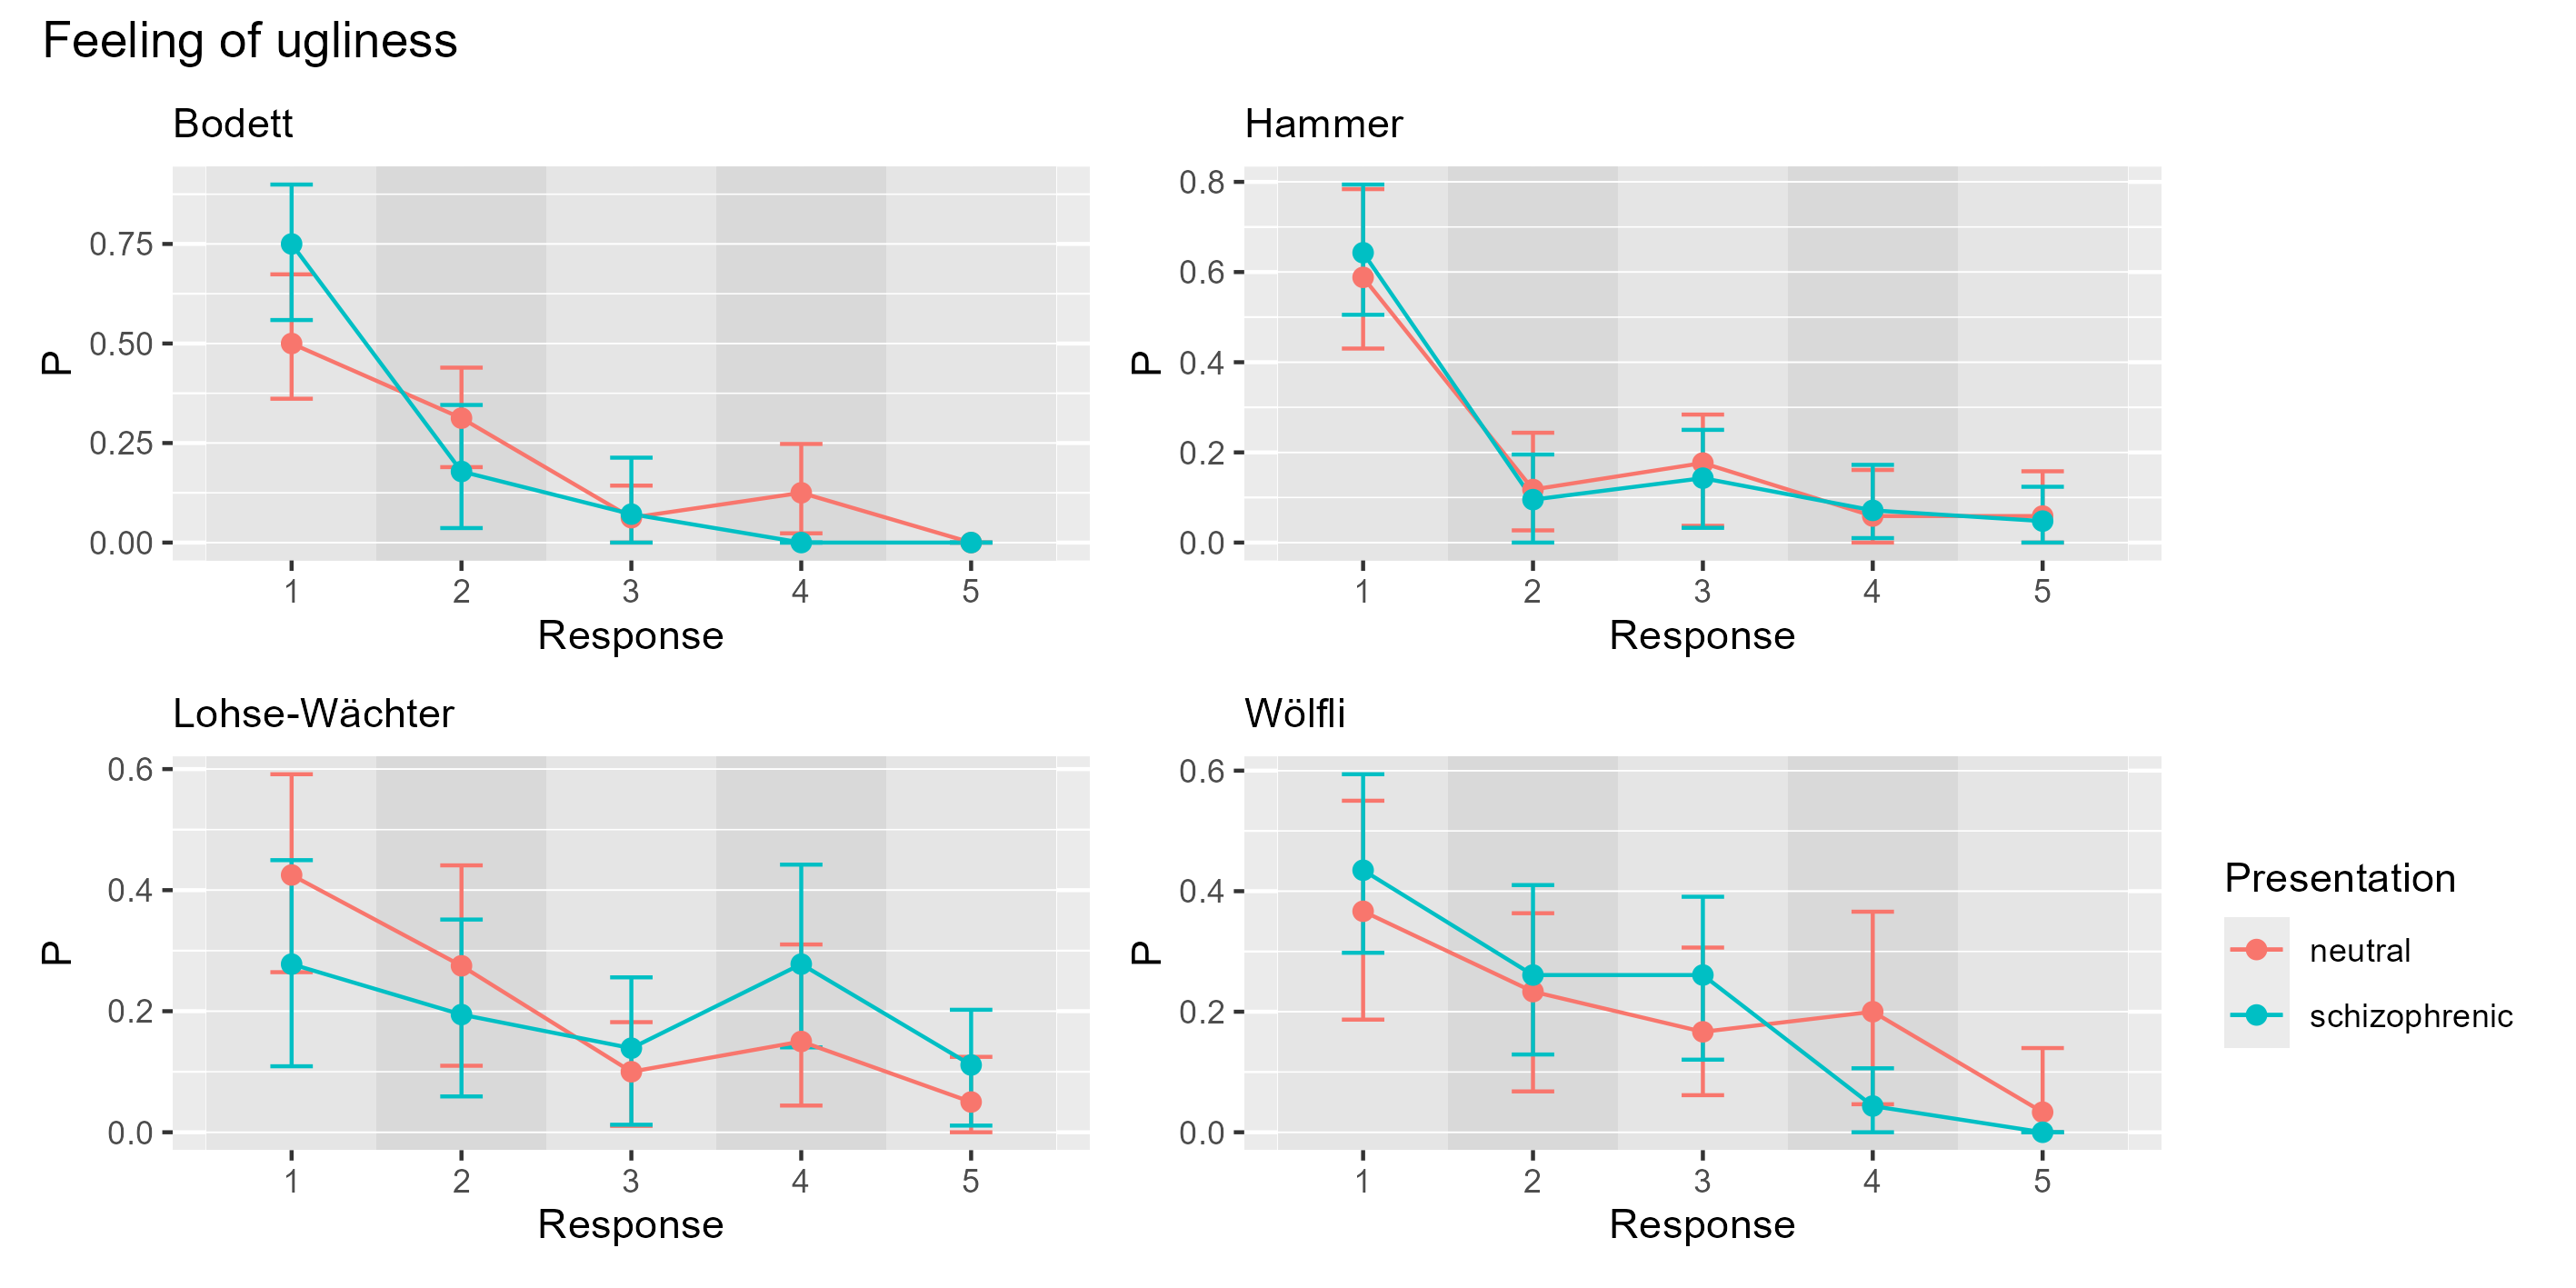 Feeling of ugliness
Bodett
P
0.75
0.50
0.25
0.00
1 2 3 4 5
Response
Hammer
P
0.8
0.6
0.4
0.2
0.0
1 2 3 4 5
Response
Lohse-Wächter
P
0.6
0.4
0.2
0.0
1 2 3 4 5
Response
Wölfli
P
0.6
0.4
0.2
0.0
1 2 3 4 5
Response
Presentation
neutral
schizophrenic